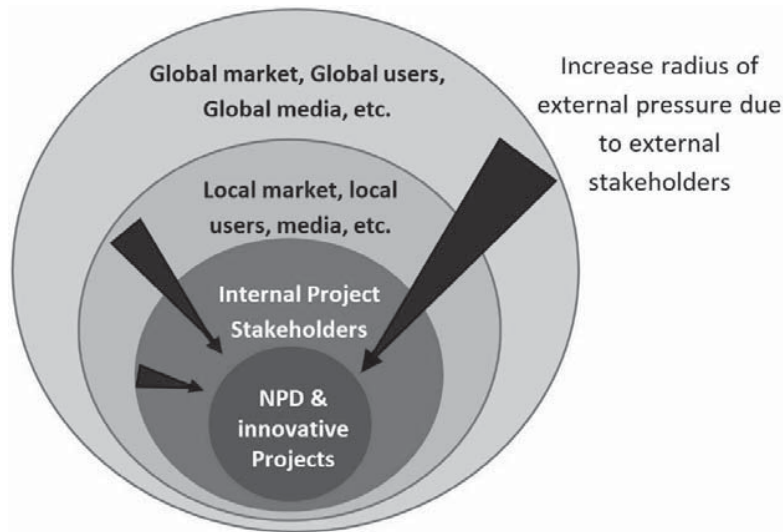 Global market, Global users,
Global media, etc.
Increase radius of
external pressure due
to external
stakeholders
Local market, local
users, media, etc.
Internal Project
Stakeholders
NPD &
innovative
Projects